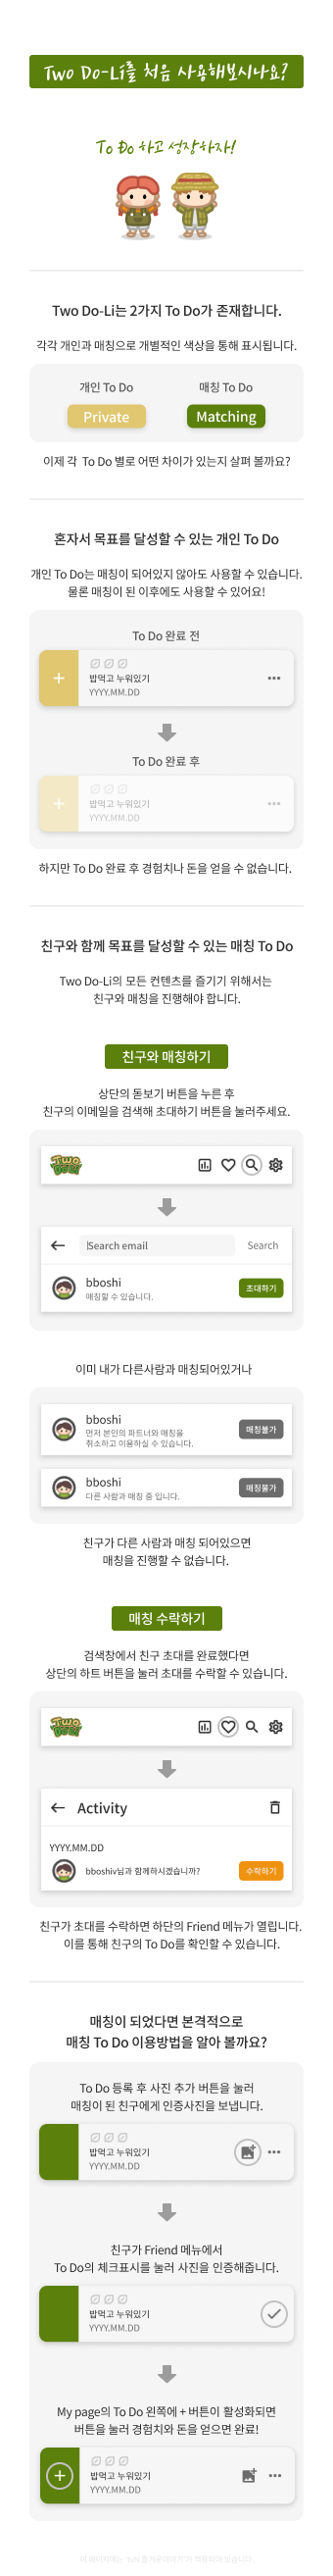 Two Do-Li를 처음 사용해보시나요?
To Do 하고 성장하자!
Two Do-Li는 2가지 To Do가 존재합니다.
각각 개인과 매칭으로 개별적인 색상을 통해 표시됩니다.
개인 To Do
매칭 To Do
Private
Matching
이제 각 To Do 별로 어떤 차이가 있는지 살펴 볼까요?
혼자서 목표를 달성할 수 있는 개인 To Do
개인 To Do는 매칭이 되어있지 않아도 사용할 수 있습니다.
물론 매칭이 된 이후에도 사용할 수 있어요!
To Do 완료 전
+
밥먹고 누워있기
YYYY.MM.DD
To Do 완료 후
+
밥먹고 누워있기
YYYY.MM.DD
하지만 To Do 완료 후 경험치나 돈을 얻을 수 없습니다.
친구와 함께 목표를 달성할 수 있는 매칭 To Do
Two Do-Li의 모든 컨텐츠를 즐기기 위해서는
친구와 매칭을 진행해야 합니다.
친구와 매칭하기
상단의 돋보기 버튼을 누른 후
친구의 이메일을 검색해 초대하기 버튼을 눌러주세요.
TWO DO-LI
Search email
Search
bboshi
매칭할 수 있습니다.
초대하기
이미 내가 다른사람과 매칭되어있거나
bboshi
먼저 본인의 파트너와 매칭을
취소하고 이용하실 수 있습니다.
매칭불가
bboshi
다른 사람과 매칭 중 입니다.
매칭불가
친구가 다른 사람과 매칭 되어있으면
매칭을 진행할 수 없습니다.
매칭 수락하기
검색창에서 친구 초대를 완료했다면
상단의 하트 버튼을 눌러 초대를 수락할 수 있습니다.
TWO DO-LI
Activity
YYYY.MM.DD
bboshiv님과 함께하시겠습니까?
수락하기
친구가 초대를 수락하면 하단의 Friend 메뉴가 열립니다.
이를 통해 친구의 To Do를 확인할 수 있습니다.
매칭이 되었다면 본격적으로
매칭 To Do 이용방법을 알아 볼까요?
To Do 등록 후 사진 추가 버튼을 눌러
매칭이 된 친구에게 인증사진을 보냅니다.
밥먹고 누워있기
YYYY.MM.DD
친구가 Friend 메뉴에서
To Do의 체크표시를 눌러 사진을 인증해줍니다.
밥먹고 누워있기
YYYY.MM.DD
My page의 To Do 왼쪽에 + 버튼이 활성화되면
버튼을 눌러 경험치와 돈을 얻으면 완료!
+
밥먹고 누워있기
YYYY.MM.DD